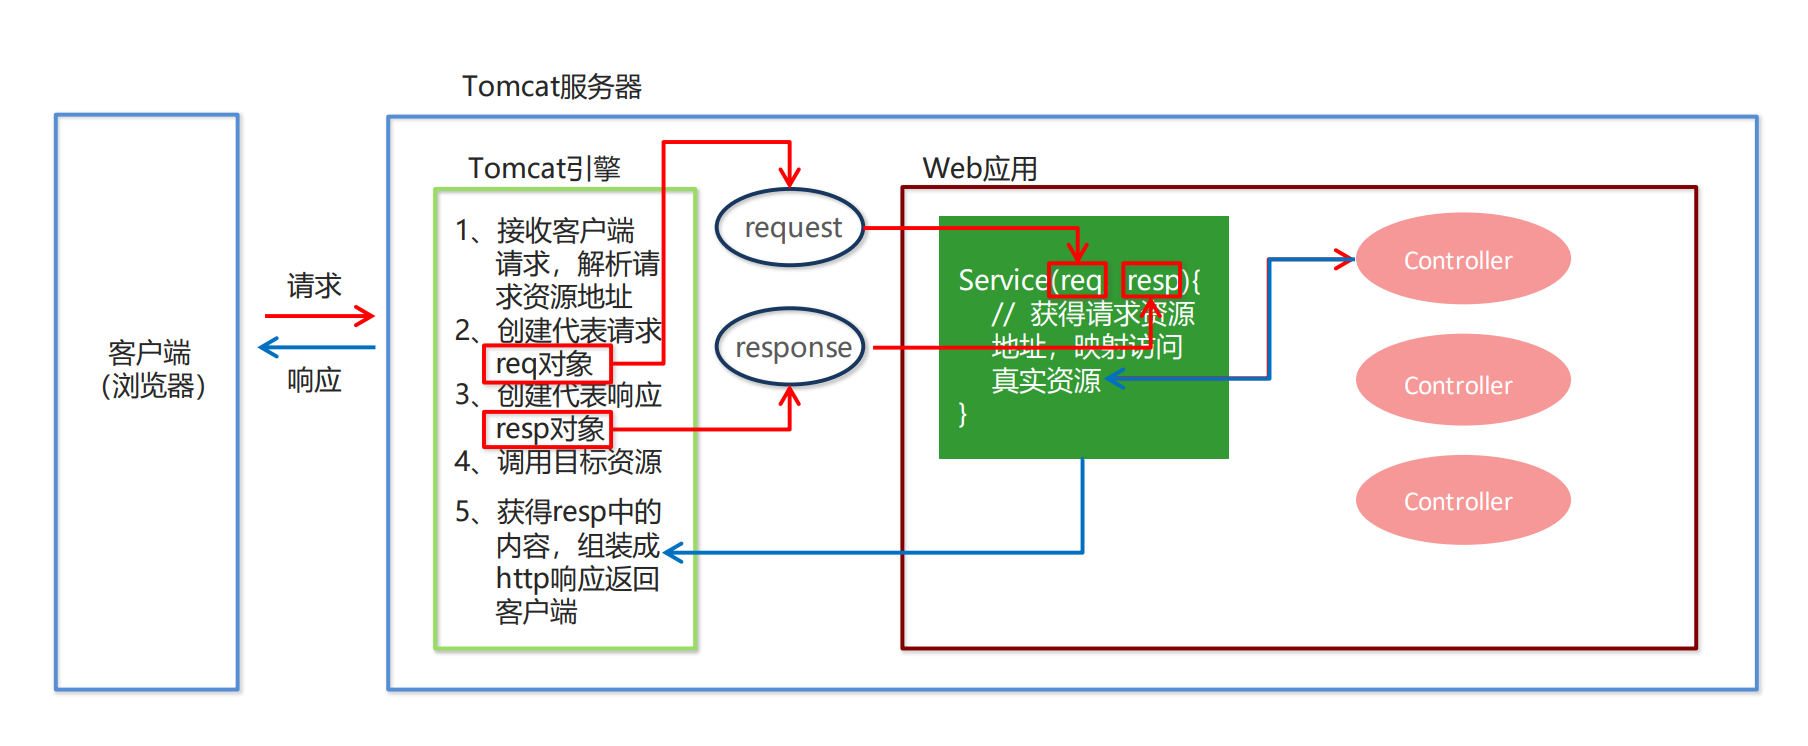 Tomcat服务器
客户端
（浏览器）
请求
响应
Tomcat引擎
1、接收客户端
请求，解析请
求资源地址
2、创建代表请求
req对象
3、创建代表响应
resp对象
4、调用目标资源
5、获得resp中的
内容，组装成
http响应返回
客户端
request
response
Web应用
Service(req resp){
// 获得请求资源
地址，映射访问
真实资源
}
Controller
Controller
Controller